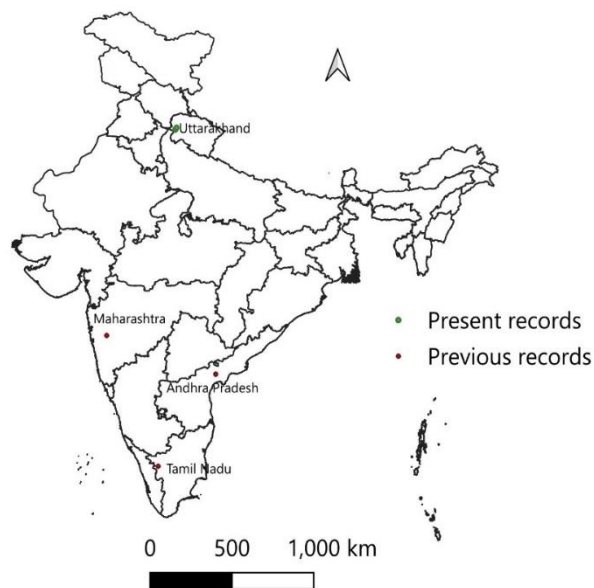 Uttarakhand
Maharashtra
Present records
Previous records
Andhra Pradesh
Tamil Nadu
0 500 1,000 km